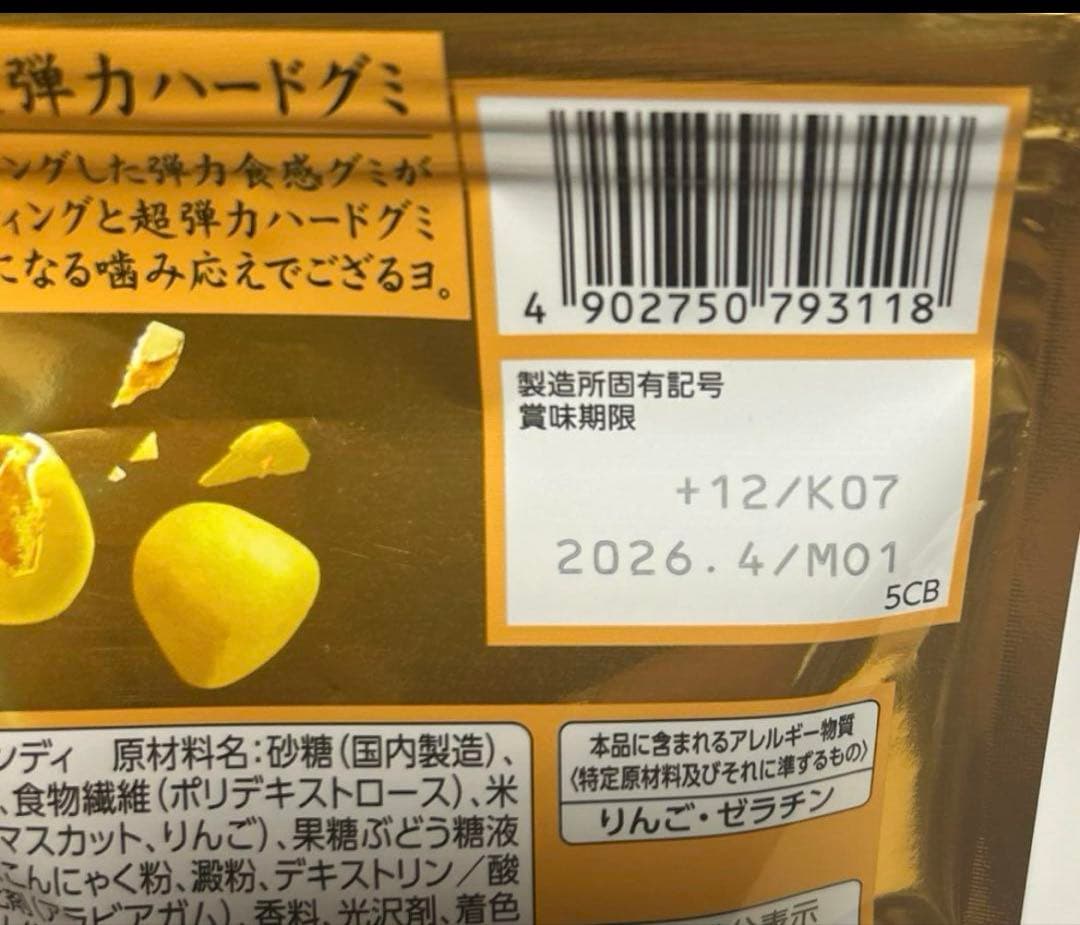 弾力ハードグミ
ングした弾力食感グミが
ィングと超弾力ハードグミ
になる噛み応えでござるヨ。
4 902750 793118
製造所固有記号
賞味期限
+12/K07
2026.4/M01
5CB
ンディ 原材料名:砂糖(国内製造)、
、食物繊維(ポリデキストロース)、米
マスカット、りんご)、果糖ぶどう糖液
こんにゃく粉、澱粉、デキストリン/酸
剤(アラビアガム)、香料、光沢剤、着色
本品に含まれるアレルギー物質
〈特定原材料及びそれに準ずるもの〉
りんご・ゼラチン
分表示